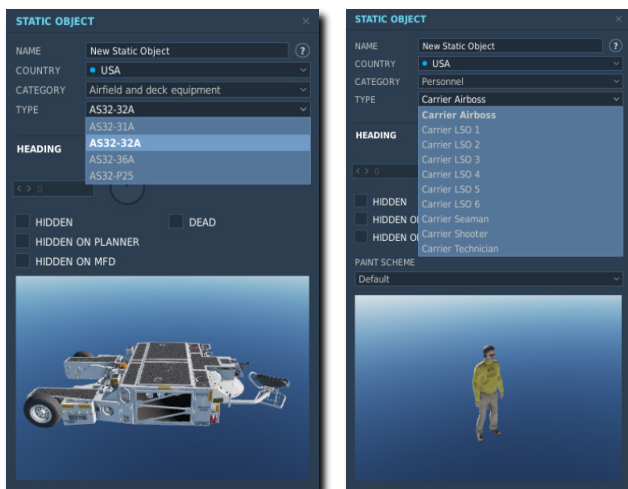 STATIC OBJECT ×
NAME New Static Object ?
COUNTRY USA
CATEGORY Airfield and deck equipment
TYPE AS32-32A
AS32-31A
AS32-32A
AS32-36A
AS32-P25
HEADING
< > 0
HIDDEN DEAD
HIDDEN ON PLANNER
HIDDEN ON MFD
STATIC OBJECT ×
NAME New Static Object ?
COUNTRY USA
CATEGORY Personnel
TYPE Carrier Airboss
Carrier Airboss
Carrier LSO 1
Carrier LSO 2
Carrier LSO 3
Carrier LSO 4
Carrier LSO 5
Carrier LSO 6
Carrier Seaman
Carrier Shooter
Carrier Technician
HEADING
< > 0
HIDDEN
HIDDEN O
HIDDEN O
PAINT SCHEME
Default